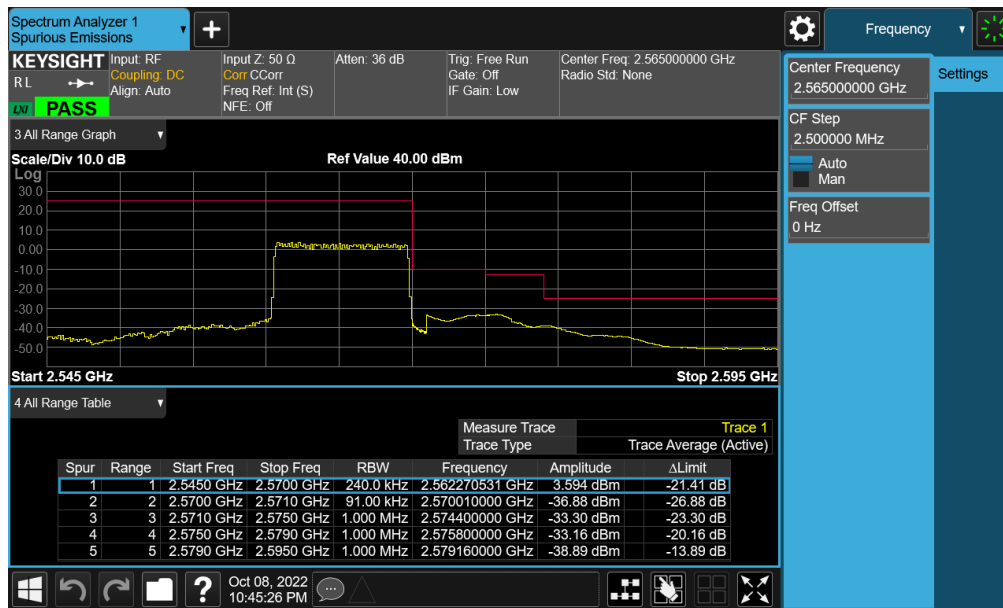 Spectrum Analyzer 1
Spurious Emissions
Frequency
KEYSIGHT
R L
LXI PASS
Input: RF
Coupling: DC
Align: Auto
Input Z: 50 Ω
Corr CCorr
Freq Ref: Int (S)
NFE: Off
Atten: 36 dB
Trig: Free Run
Gate: Off
IF Gain: Low
Center Freq: 2.565000000 GHz
Radio Std: None
Center Frequency
2.565000000 GHz
Settings
CF Step
2.500000 MHz
Auto
Man
Freq Offset
0 Hz
3 All Range Graph
Scale/Div 10.0 dB Ref Value 40.00 dBm
Log
30.0
20.0
10.0
0.00
-10.0
-20.0
-30.0
-40.0
-50.0
Start 2.545 GHz Stop 2.595 GHz
4 All Range Table
Measure Trace Trace 1
Trace Type Trace Average (Active)
Spur Range Start Freq Stop Freq RBW Frequency Amplitude ΔLimit
1 1 2.5450 GHz 2.5700 GHz 240.0 kHz 2.562270531 GHz 3.594 dBm -21.41 dB
2 2 2.5700 GHz 2.5710 GHz 91.00 kHz 2.570010000 GHz -36.88 dBm -26.88 dB
3 3 2.5710 GHz 2.5750 GHz 1.000 MHz 2.574400000 GHz -33.30 dBm -23.30 dB
4 4 2.5750 GHz 2.5790 GHz 1.000 MHz 2.575800000 GHz -33.16 dBm -20.16 dB
5 5 2.5790 GHz 2.5950 GHz 1.000 MHz 2.579160000 GHz -38.89 dBm -13.89 dB
Oct 08, 2022
10:45:26 PM